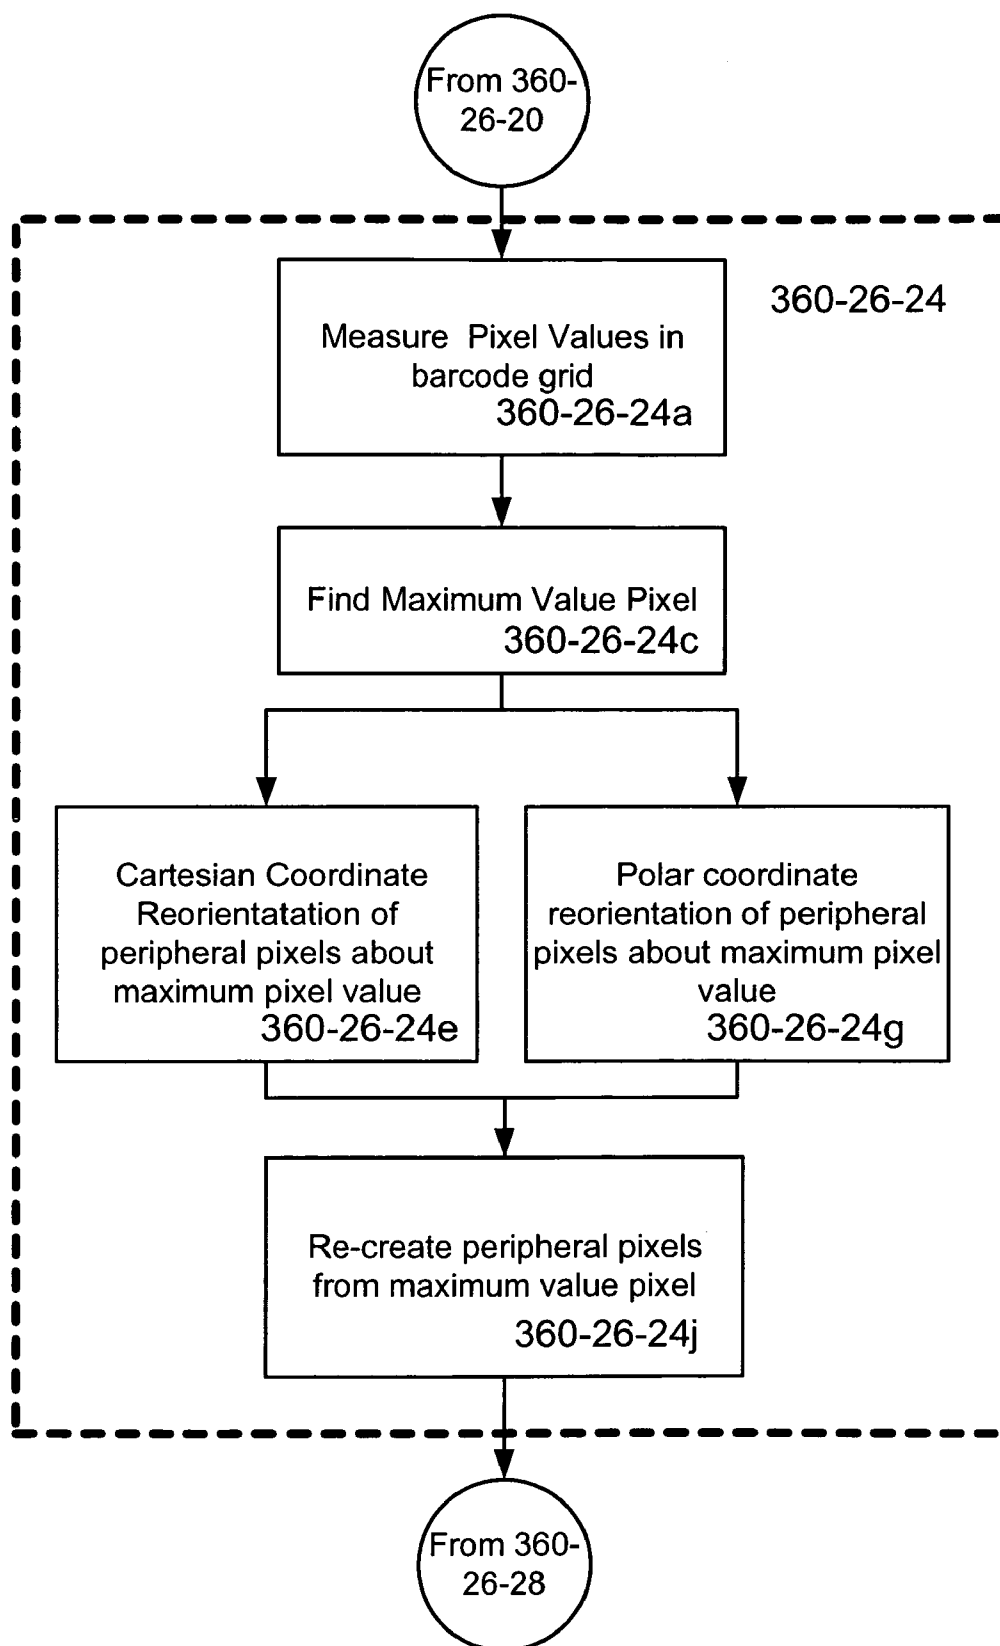 From 360-
26-20
360-26-24
Measure Pixel Values in
barcode grid
360-26-24a
Find Maximum Value Pixel
360-26-24c
Cartesian Coordinate
Reorientatation of
peripheral pixels about
maximum pixel value
360-26-24e
Polar coordinate
reorientation of peripheral
pixels about maximum pixel
value
360-26-24g
Re-create peripheral pixels
from maximum value pixel
360-26-24j
From 360-
26-28